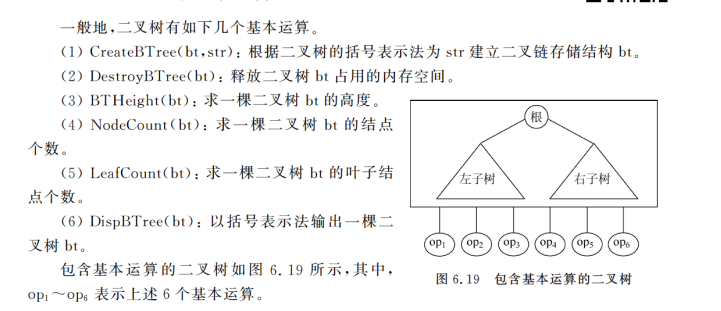 一般地,二叉树有如下几个基本运算。
(1) CreateBTree(bt,str): 根据二叉树的括号表示法为 str 建立二叉链存储结构 bt。
(2) DestroyBTree(bt): 释放二叉树 bt 占用的内存空间。
(3) BTHeight(bt): 求一棵二叉树 bt 的高度。
(4) NodeCount(bt): 求一棵二叉树 bt 的结点
个数。
(5) LeafCount(bt): 求一棵二叉树 bt 的叶子结
点个数。
(6) DispBTree(bt): 以括号表示法输出一棵二
叉树 bt。
包含基本运算的二叉树如图 6.19 所示,其中,
op₁～op₆ 表示上述 6 个基本运算。
根
左子树 右子树
op₁ op₂ op₃ op₄ op₅ op₆
图 6.19 包含基本运算的二叉树